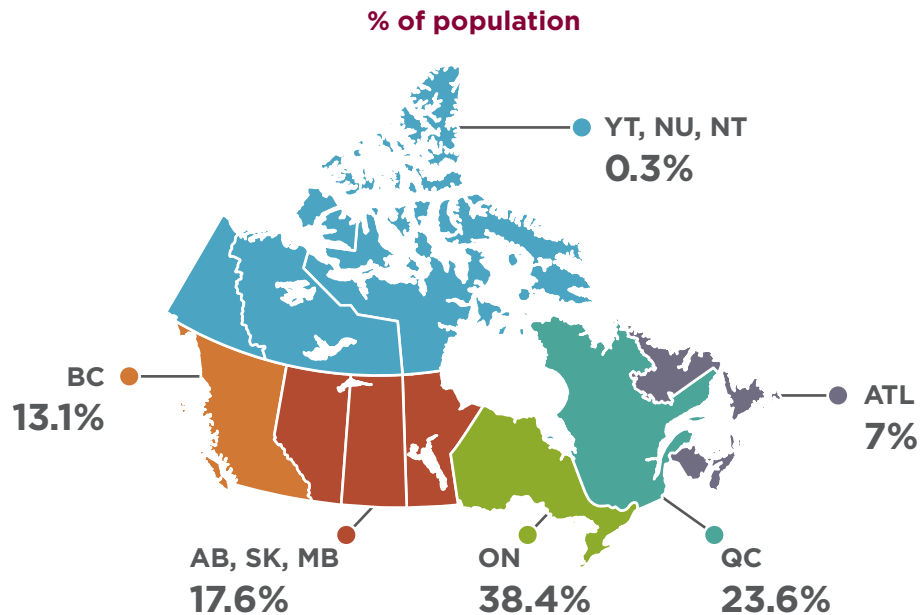 % of population
YT, NU, NT
0.3%
BC
13.1%
ATL
7%
AB, SK, MB
17.6%
ON
38.4%
QC
23.6%